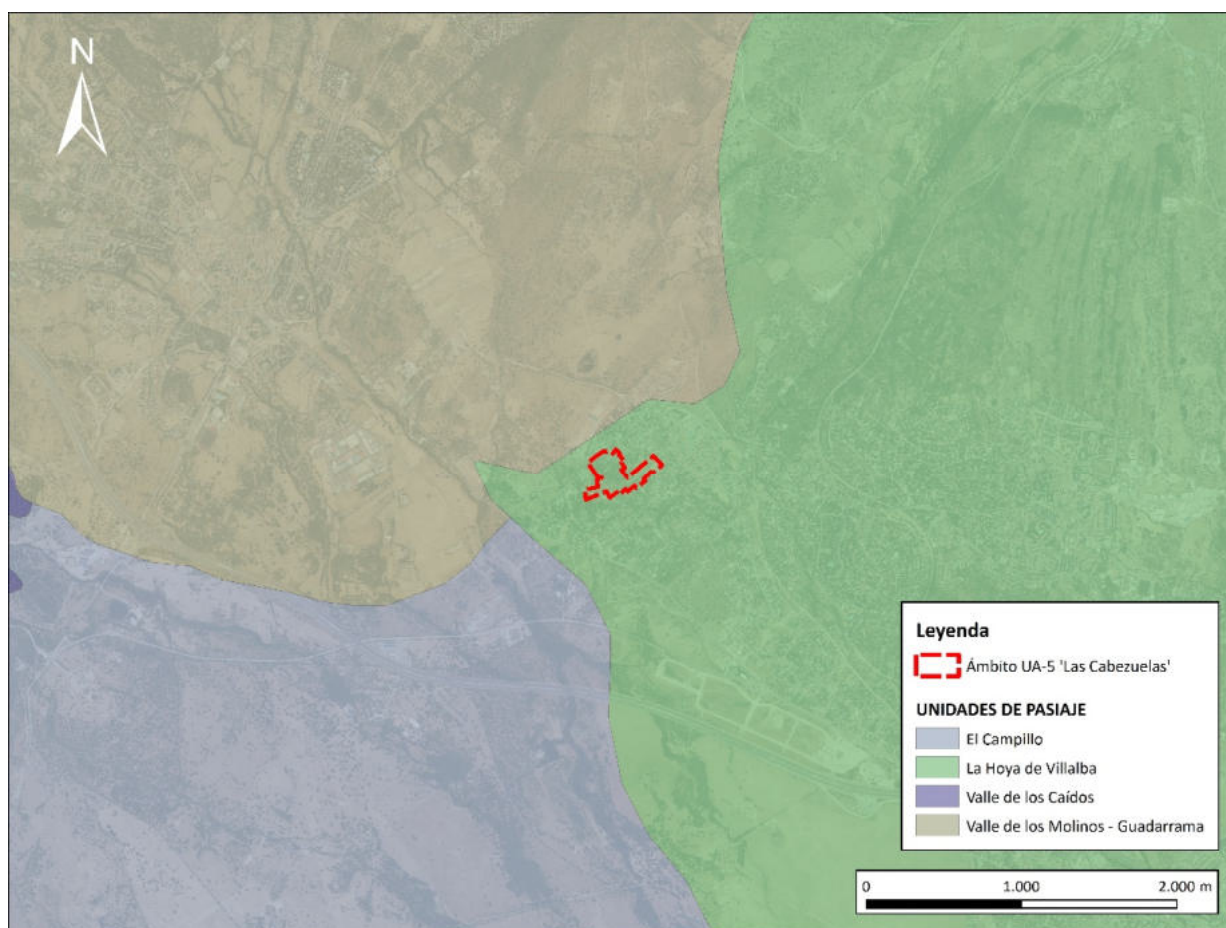 N
Leyenda
Ámbito UA-5 'Las Cabezuelas'
UNIDADES DE PASIAJE
El Campillo
La Hoya de Villalba
Valle de los Caídos
Valle de los Molinos - Guadarrama
0 1.000 2.000 m